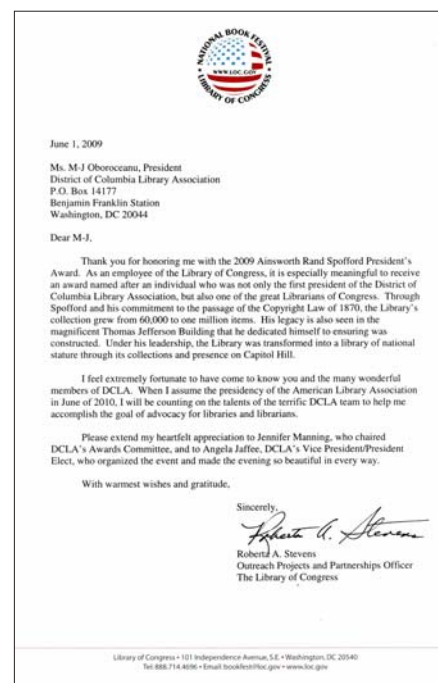 NATIONAL BOOK FESTIVAL
WWW.LOC.GOV
LIBRARY OF CONGRESS
June 1, 2009
Ms. M-J Oboroceanu, President
District of Columbia Library Association
P.O. Box 14177
Benjamin Franklin Station
Washington, DC 20044
Dear M-J,
Thank you for honoring me with the 2009 Ainsworth Rand Spofford President's
Award. As an employee of the Library of Congress, it is especially meaningful to receive
an award named after an individual who was not only the first president of the District of
Columbia Library Association, but also one of the great Librarians of Congress. Through
Spofford and his commitment to the passage of the Copyright Law of 1870, the Library's
collection grew from 60,000 to one million items. His legacy is also seen in the
magnificent Thomas Jefferson Building that he dedicated himself to ensuring was
constructed. Under his leadership, the Library was transformed into a library of national
stature through its collections and presence on Capitol Hill.
I feel extremely fortunate to have come to know you and the many wonderful
members of DCLA. When I assume the presidency of the American Library Association
in June of 2010, I will be counting on the talents of the terrific DCLA team to help me
accomplish the goal of advocacy for libraries and librarians.
Please extend my heartfelt appreciation to Jennifer Manning, who chaired
DCLA's Awards Committee, and to Angela Jaffee, DCLA's Vice President/President
Elect, who organized the event and made the evening so beautiful in every way.
With warmest wishes and gratitude,
Sincerely,
Roberta A. Stevens
Roberta A. Stevens
Outreach Projects and Partnerships Officer
The Library of Congress
Library of Congress • 101 Independence Avenue, S.E. • Washington, DC 20540
Tel: 888.714.4696 • Email: bookfest@loc.gov • www.loc.gov